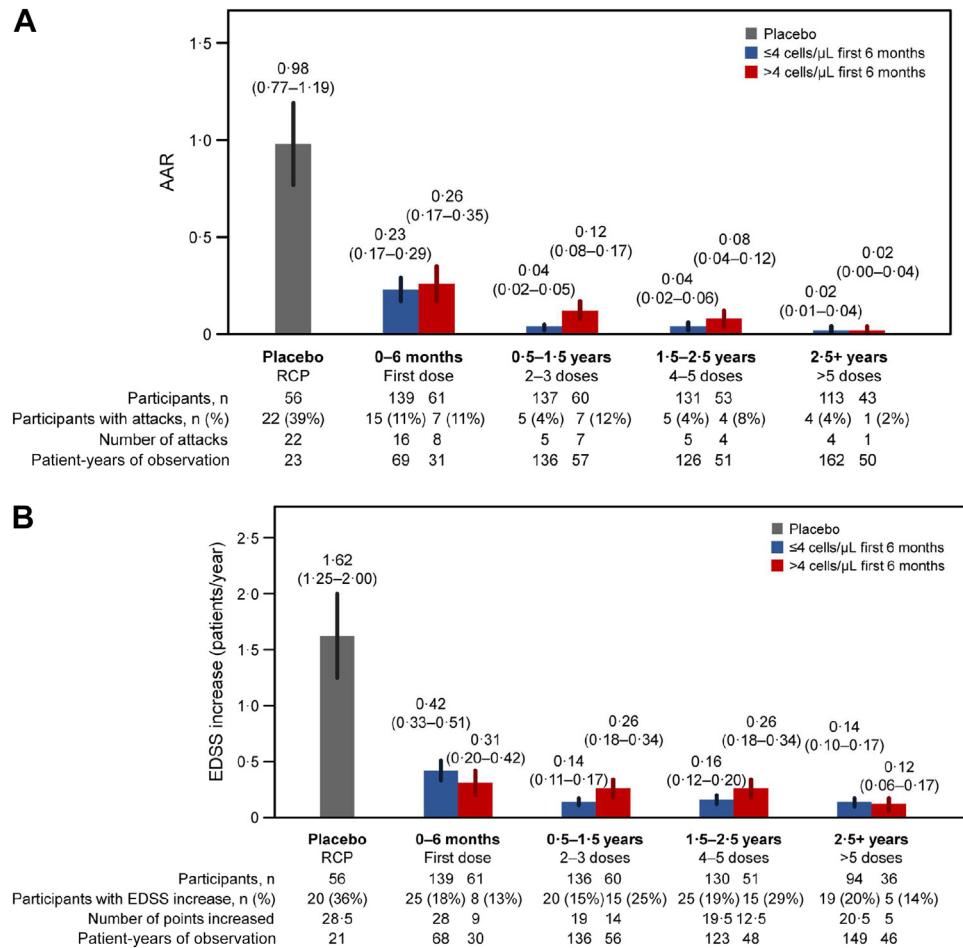 A
AAR
1·5
1·0
0·5
0
Placebo
≤4 cells/µL first 6 months
>4 cells/µL first 6 months
0·98
(0·77–1·19)
0·23
(0·17–0·29)
0·26
(0·17–0·35)
0·04
(0·02–0·05)
0·12
(0·08–0·17)
0·04
(0·02–0·06)
0·08
(0·04–0·12)
0·02
(0·01–0·04)
0·02
(0·00–0·04)
Placebo 0–6 months 0·5–1·5 years 1·5–2·5 years 2·5+ years
RCP First dose 2–3 doses 4–5 doses >5 doses
Participants, n 56 139 61 137 60 131 53 113 43
Participants with attacks, n (%) 22 (39%) 15 (11%) 7 (11%) 5 (4%) 7 (12%) 5 (4%) 4 (8%) 4 (4%) 1 (2%)
Number of attacks 22 16 8 5 7 5 4 4 1
Patient-years of observation 23 69 31 136 57 126 51 162 50
B
EDSS increase (patients/year)
2·5
2·0
1·5
1·0
0·5
0
Placebo
≤4 cells/µL first 6 months
>4 cells/µL first 6 months
1·62
(1·25–2·00)
0·42
(0·33–0·51)
0·31
(0·20–0·42)
0·14
(0·11–0·17)
0·26
(0·18–0·34)
0·16
(0·12–0·20)
0·26
(0·18–0·34)
0·14
(0·10–0·17)
0·12
(0·06–0·17)
Placebo 0–6 months 0·5–1·5 years 1·5–2·5 years 2·5+ years
RCP First dose 2–3 doses 4–5 doses >5 doses
Participants, n 56 139 61 136 60 130 51 94 36
Participants with EDSS increase, n (%) 20 (36%) 25 (18%) 8 (13%) 20 (15%) 15 (25%) 25 (19%) 15 (29%) 19 (20%) 5 (14%)
Number of points increased 28·5 28 9 19 14 19·5 12·5 20·5 5
Patient-years of observation 21 68 30 136 56 123 48 149 46